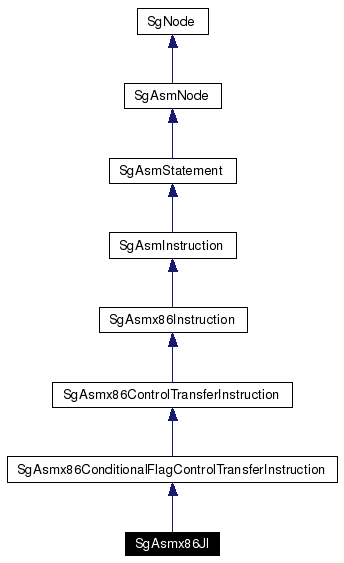 SgNode
SgAsmNode
SgAsmStatement
SgAsmInstruction
SgAsmx86Instruction
SgAsmx86ControlTransferInstruction
SgAsmx86ConditionalFlagControlTransferInstruction
SgAsmx86Jl